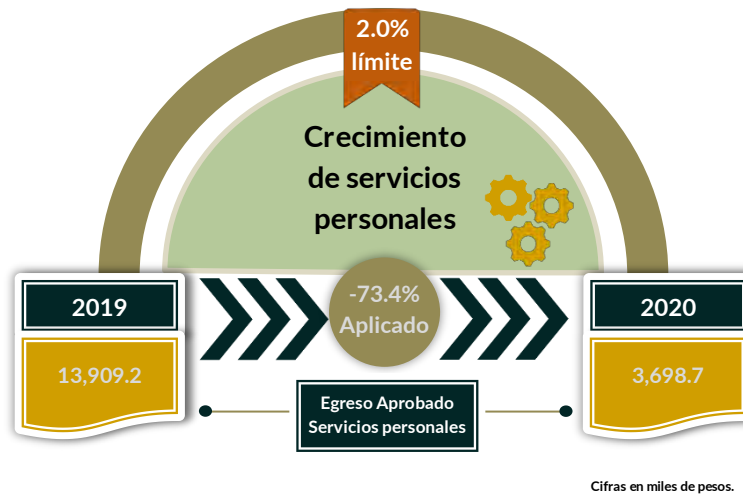 2.0%
límite
Crecimiento
de servicios
personales
-73.4%
Aplicado
2019
2020
13,909.2
3,698.7
Egreso Aprobado
Servicios personales
Cifras en miles de pesos.